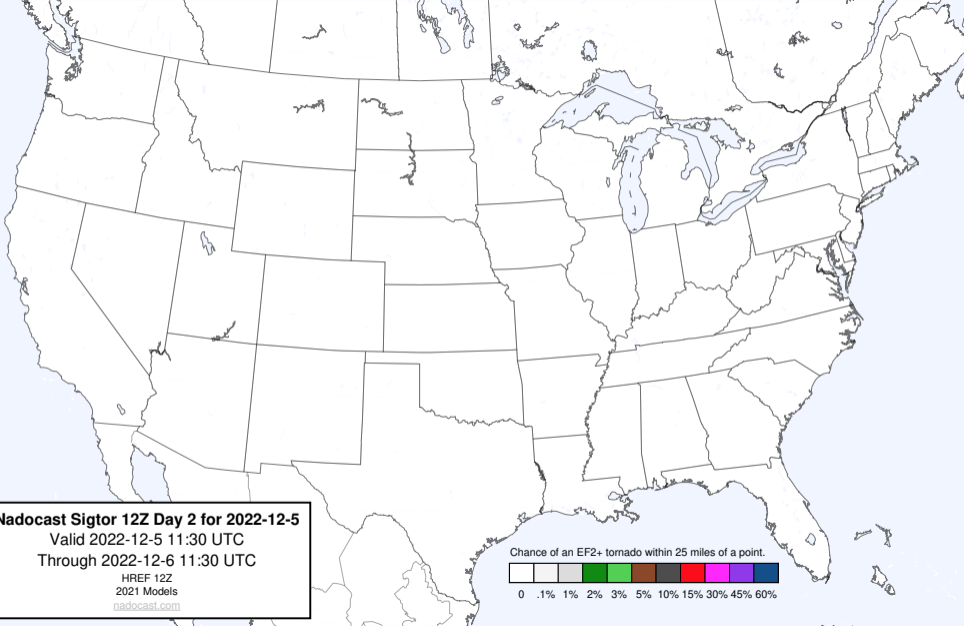 Nadocast Sigtor 12Z Day 2 for 2022-12-5
Valid 2022-12-5 11:30 UTC
Through 2022-12-6 11:30 UTC
HREF 12Z
2021 Models
nadocast.com
Chance of an EF2+ tornado within 25 miles of a point.
0 .1% 1% 2% 3% 5% 10% 15% 30% 45% 60%